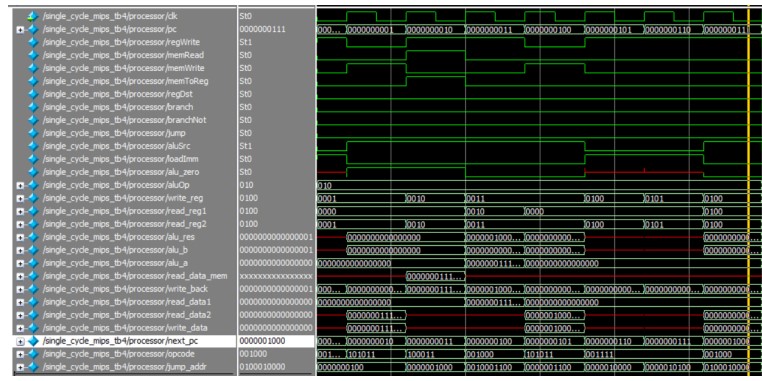 /single_cycle_mips_tb4/processor/clk St0
/single_cycle_mips_tb4/processor/pc 0000000111 000... 0000000001 0000000010 0000000011 0000000100 0000000101 0000000110 0000000111
/single_cycle_mips_tb4/processor/regWrite St1
/single_cycle_mips_tb4/processor/memRead St0
/single_cycle_mips_tb4/processor/memWrite St0
/single_cycle_mips_tb4/processor/memToReg St0
/single_cycle_mips_tb4/processor/regDst St0
/single_cycle_mips_tb4/processor/branch St0
/single_cycle_mips_tb4/processor/branchNot St0
/single_cycle_mips_tb4/processor/jump St0
/single_cycle_mips_tb4/processor/aluSrc St1
/single_cycle_mips_tb4/processor/loadImm St0
/single_cycle_mips_tb4/processor/alu_zero St0
/single_cycle_mips_tb4/processor/aluOp 010 010
/single_cycle_mips_tb4/processor/write_reg 0100 0001 0010 0011 0100 0101 0100
/single_cycle_mips_tb4/processor/read_reg1 0100 0000 0010 0000 0100
/single_cycle_mips_tb4/processor/read_reg2 0100 0001 0010 0011 0100 0101 0100
/single_cycle_mips_tb4/processor/alu_res 0000000000000001 0000000000000000 0000001000... 0000000000... 0000000000...
/single_cycle_mips_tb4/processor/alu_b 0000000000000001 0000000000000000 0000000000... 0000000000... 0000000000...
/single_cycle_mips_tb4/processor/alu_a 0000000000000000 0000000000000000 0000000111... 0000000000000000
/single_cycle_mips_tb4/processor/read_data_mem xxxxxxxxxxxxxxxx 0000000111...
/single_cycle_mips_tb4/processor/write_back 0000000000000001 000... 0000000000... 0000000111... 0000001000... 0000000000... 0000000000... 0000000000... 0000000000...
/single_cycle_mips_tb4/processor/read_data1 0000000000000000 0000000000000000 0000000111... 0000000000000000
/single_cycle_mips_tb4/processor/read_data2 0000000000000000 0000000111... 0000001000... 0000000000...
/single_cycle_mips_tb4/processor/write_data 0000000000000000 0000000111... 0000001000... 0000000000...
/single_cycle_mips_tb4/processor/next_pc 0000001000 000... 0000000010 0000000011 0000000100 0000000101 0000000110 0000000111 0000001000
/single_cycle_mips_tb4/processor/opcode 001000 001... 101011 100011 001000 101011 001111 001000
/single_cycle_mips_tb4/processor/jump_addr 0100010000 0000000100 0000001000 0010001100 0000001100 0000010000 0000010100 0100010000